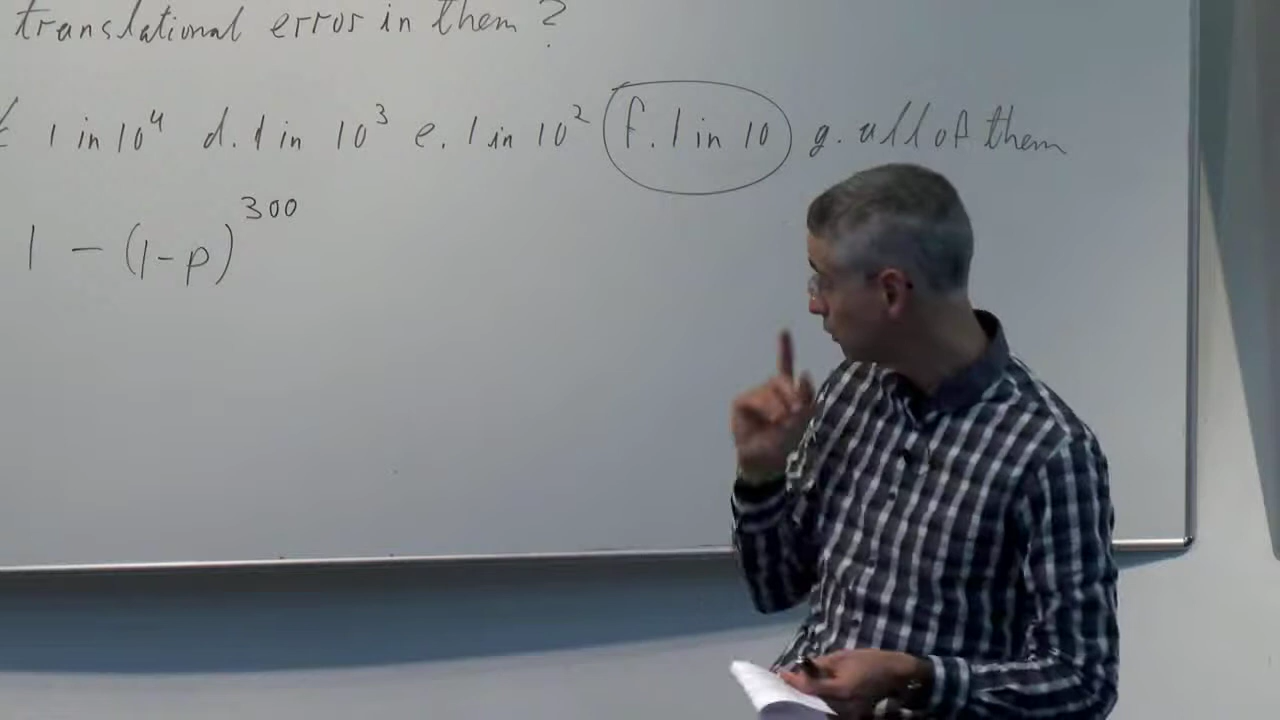 translational error in them?
1 in 10⁴ d. 1 in 10³ e. 1 in 10² f. 1 in 10 g. all of them
1 - (1-p)³⁰⁰